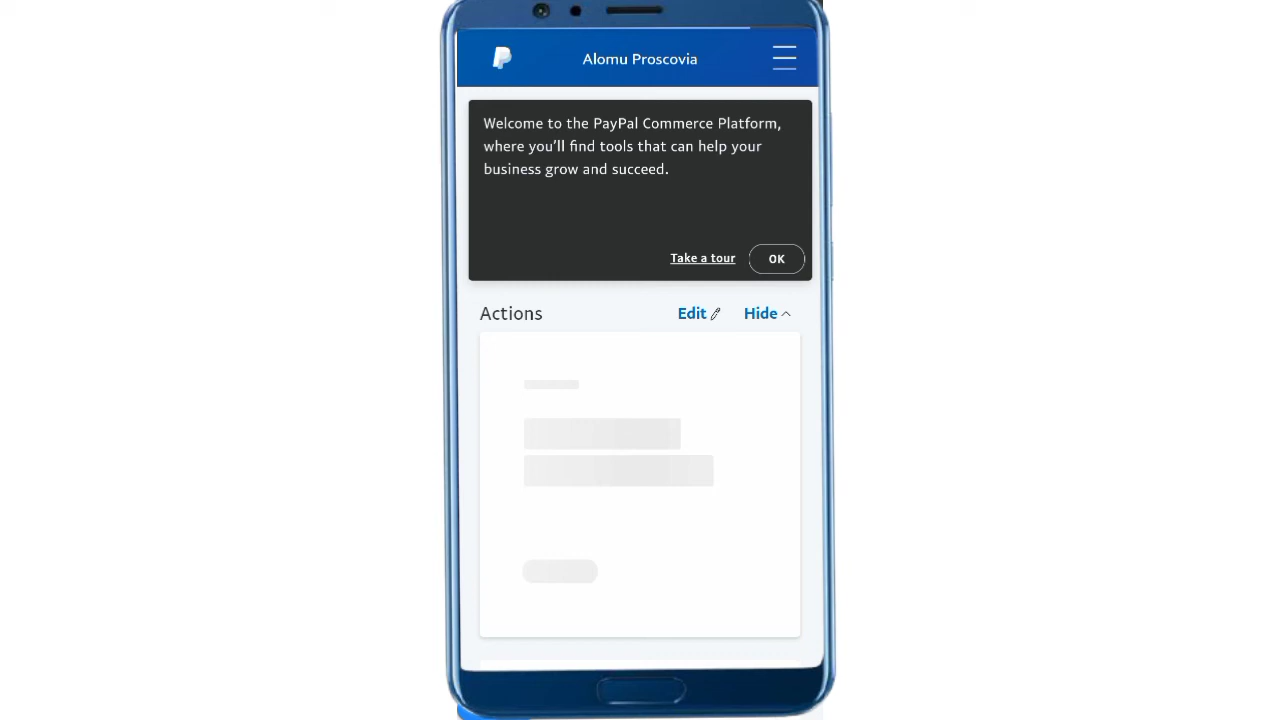 Alomu Proscovia
Welcome to the PayPal Commerce Platform,
where you'll find tools that can help your
business grow and succeed.
Take a tour
OK
Actions
Edit
Hide